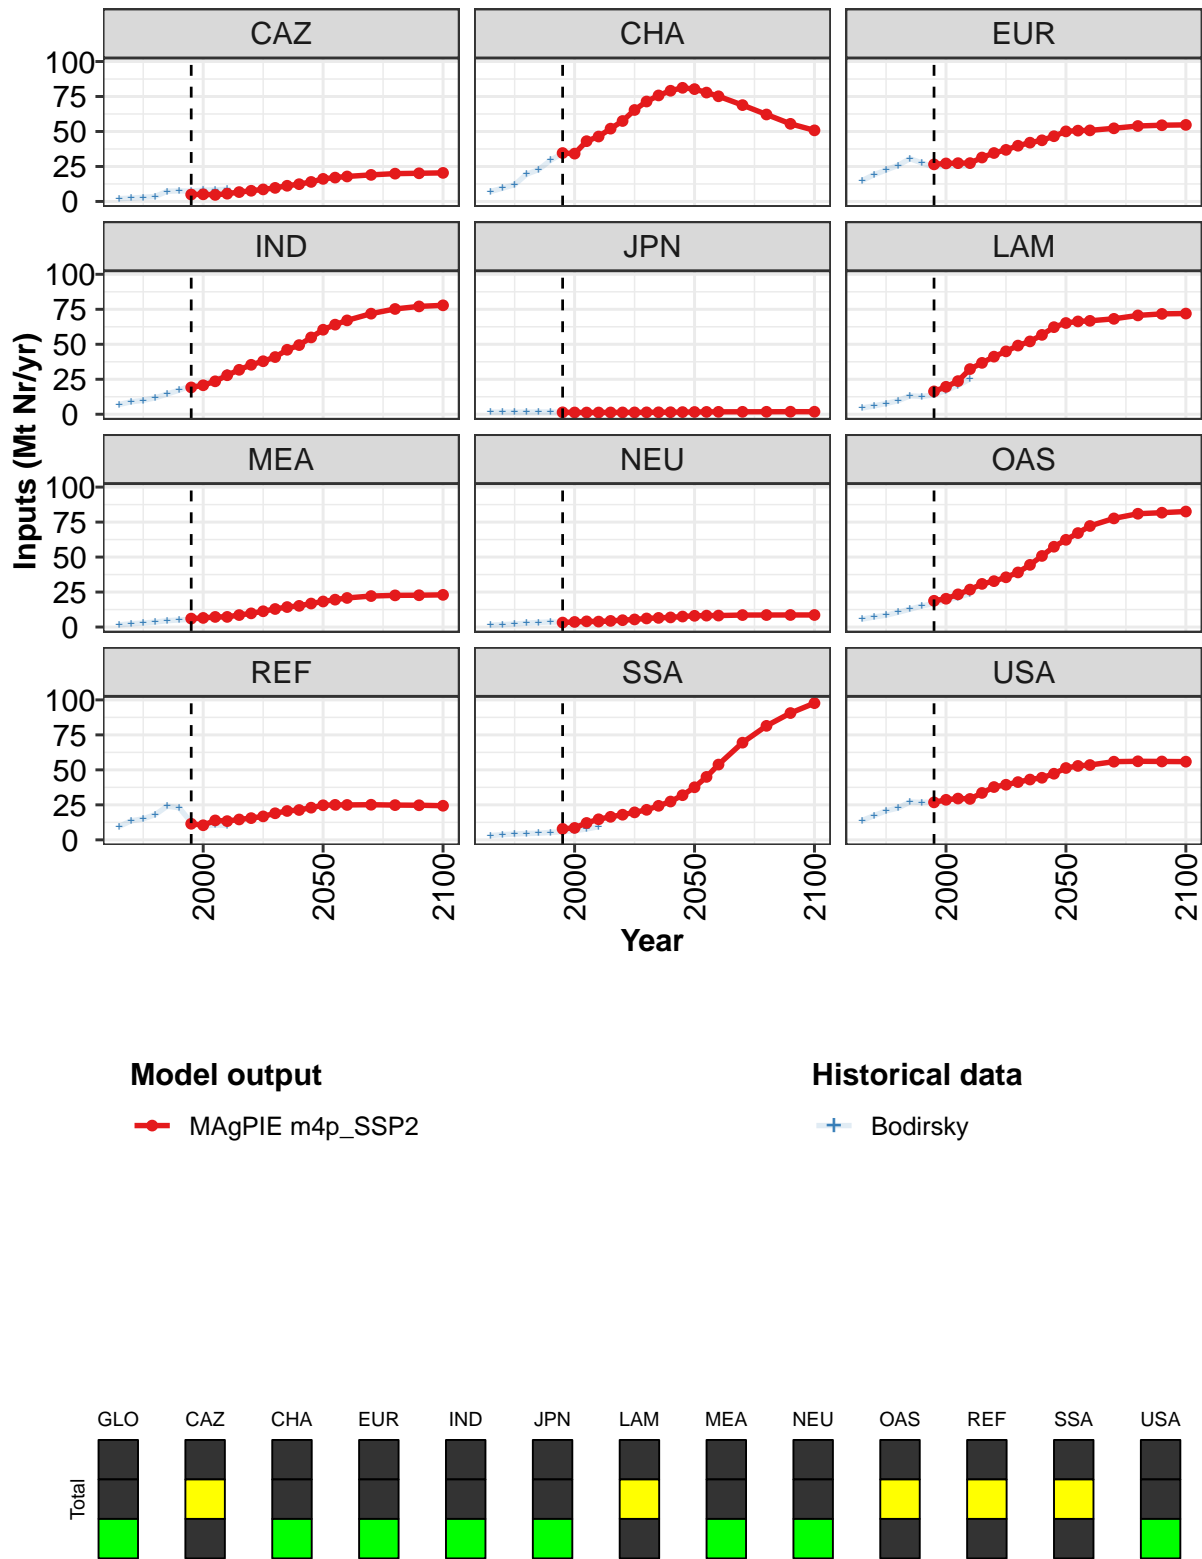 CAZ CHA EUR
100
75
50
25
0
IND JPN LAM
100
75
50
25
0
MEA NEU OAS
100
75
50
25
0
REF SSA USA
100
75
50
25
0
Inputs (Mt Nr/yr)
2000 2050 2100 2000 2050 2100 2000 2050 2100
Year
Model output Historical data
MAgPIE m4p_SSP2 Bodirsky
GLO CAZ CHA EUR IND JPN LAM MEA NEU OAS REF SSA USA
Total